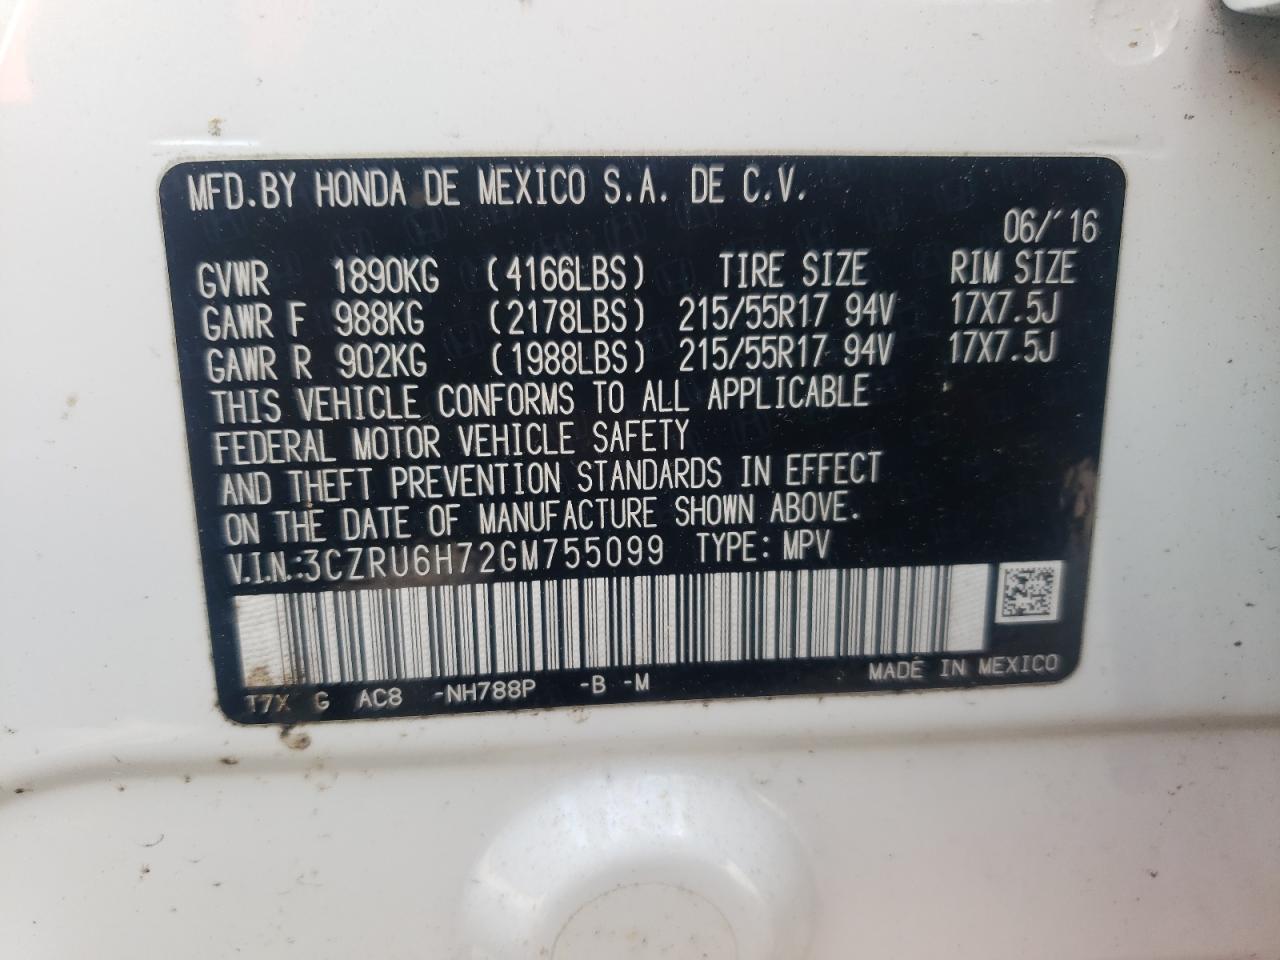 MFD.BY HONDA DE MEXICO S.A. DE C.V.
06/'16
GVWR 1890KG (4166LBS) TIRE SIZE RIM SIZE
GAWR F 988KG (2178LBS) 215/55R17 94V 17X7.5J
GAWR R 902KG (1988LBS) 215/55R17 94V 17X7.5J
THIS VEHICLE CONFORMS TO ALL APPLICABLE
FEDERAL MOTOR VEHICLE SAFETY
AND THEFT PREVENTION STANDARDS IN EFFECT
ON THE DATE OF MANUFACTURE SHOWN ABOVE.
V.I.N.:3CZRU6H72GM755099 TYPE: MPV
T7X G AC8 -NH788P -B -M MADE IN MEXICO